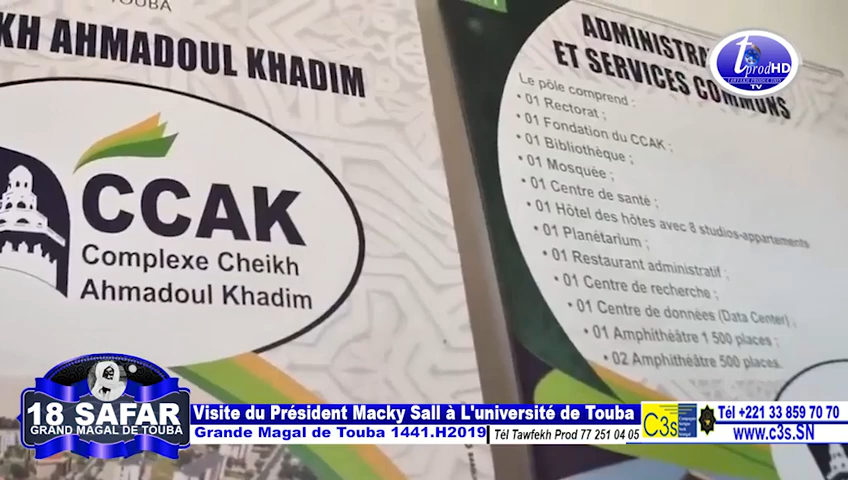 TOUBA
KH AHMADOUL KHADIM
CCAK
Complexe Cheikh
Ahmadoul Khadim
ET SERVICES COMMUNS
Le pôle comprend :
• 01 Rectorat ;
• 01 Fondation du CCAK ;
• 01 Bibliothèque ;
• 01 Mosquée ;
• 01 Centre de santé ;
• 01 Hôtel des hôtes avec 8 studios-appartements
• 01 Planétarium ;
• 01 Restaurant administratif ;
• 01 Centre de recherche ;
• 01 Centre de données (Data Center) ;
• 01 Amphithéâtre 1 500 places ;
• 02 Amphithéâtre 500 places.
tprodHD
TAWFEKH PRODUCTION
TV
18 SAFAR
GRAND MAGAL DE TOUBA
Visite du Président Macky Sall à L'université de Touba
Grande Magal de Touba 1441.H2019
Tél Tawfekh Prod 77 251 04 05
C3s
Tél +221 33 859 70 70
www.c3s.SN